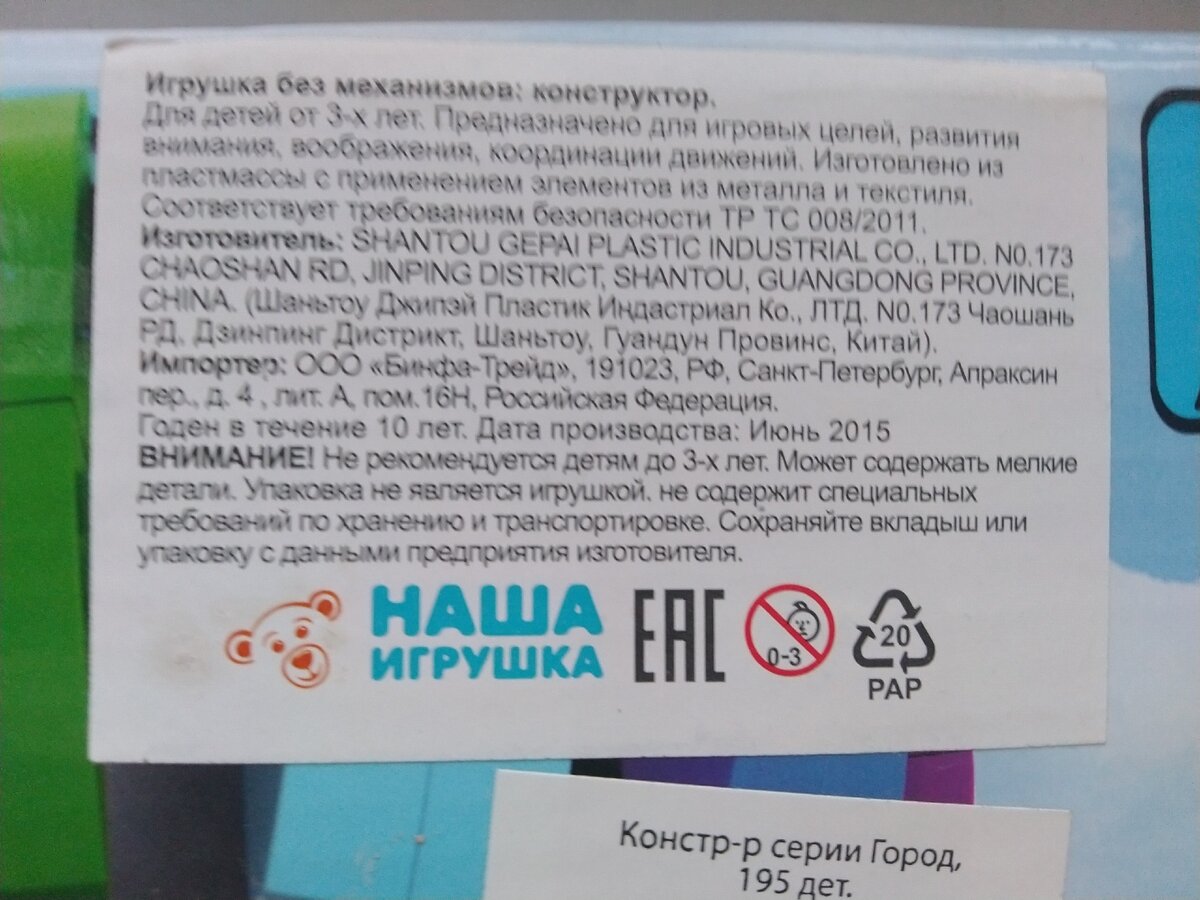 Игрушка без механизмов: конструктор.
Для детей от 3-х лет. Предназначено для игровых целей, развития
внимания, воображения, координации движений. Изготовлено из
пластмассы с применением элементов из металла и текстиля.
Соответствует требованиям безопасности ТР ТС 008/2011.
Изготовитель: SHANTOU GEPAI PLASTIC INDUSTRIAL CO., LTD. N0.173
CHAOSHAN RD, JINPING DISTRICT, SHANTOU, GUANGDONG PROVINCE,
CHINA. (Шаньтоу Джипэй Пластик Индастриал Ко., ЛТД. N0.173 Чаошань
РД, Дзинпинг Дистрикт, Шаньтоу, Гуандун Провинс, Китай).
Импортер: ООО «Бинфа-Трейд», 191023, РФ, Санкт-Петербург, Апраксин
пер., д. 4 , лит. А, пом.16Н, Российская Федерация.
Годен в течение 10 лет. Дата производства: Июнь 2015
ВНИМАНИЕ! Не рекомендуется детям до 3-х лет. Может содержать мелкие
детали. Упаковка не является игрушкой. не содержит специальных
требований по хранению и транспортировке. Сохраняйте вкладыш или
упаковку с данными предприятия изготовителя.
НАША
ИГРУШКА
EAC
0-3
20
PAP
Констр-р серии Город,
195 дет.